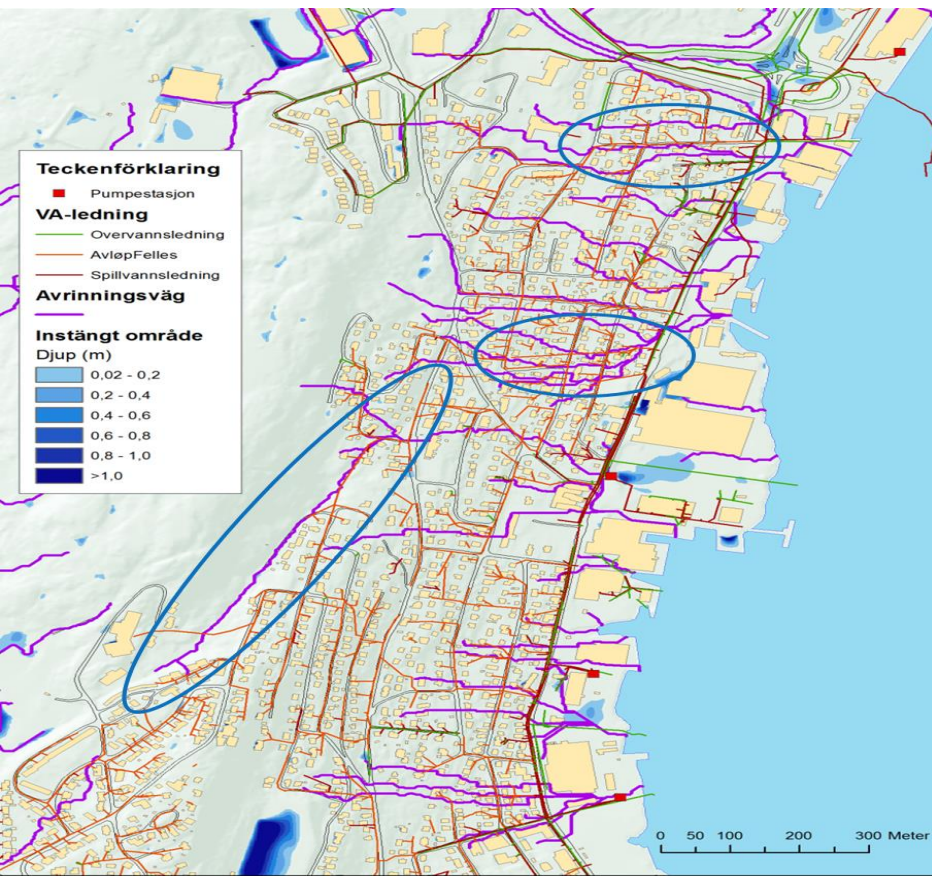 Teckenförklaring
Pumpestasjon
VA-ledning
Overvannsledning
AvløpFelles
Spillvannsledning
Avrinningsväg
Instängt område
Djup (m)
0,02 - 0,2
0,2 - 0,4
0,4 - 0,6
0,6 - 0,8
0,8 - 1,0
>1,0
0 50 100 200 300 Meter